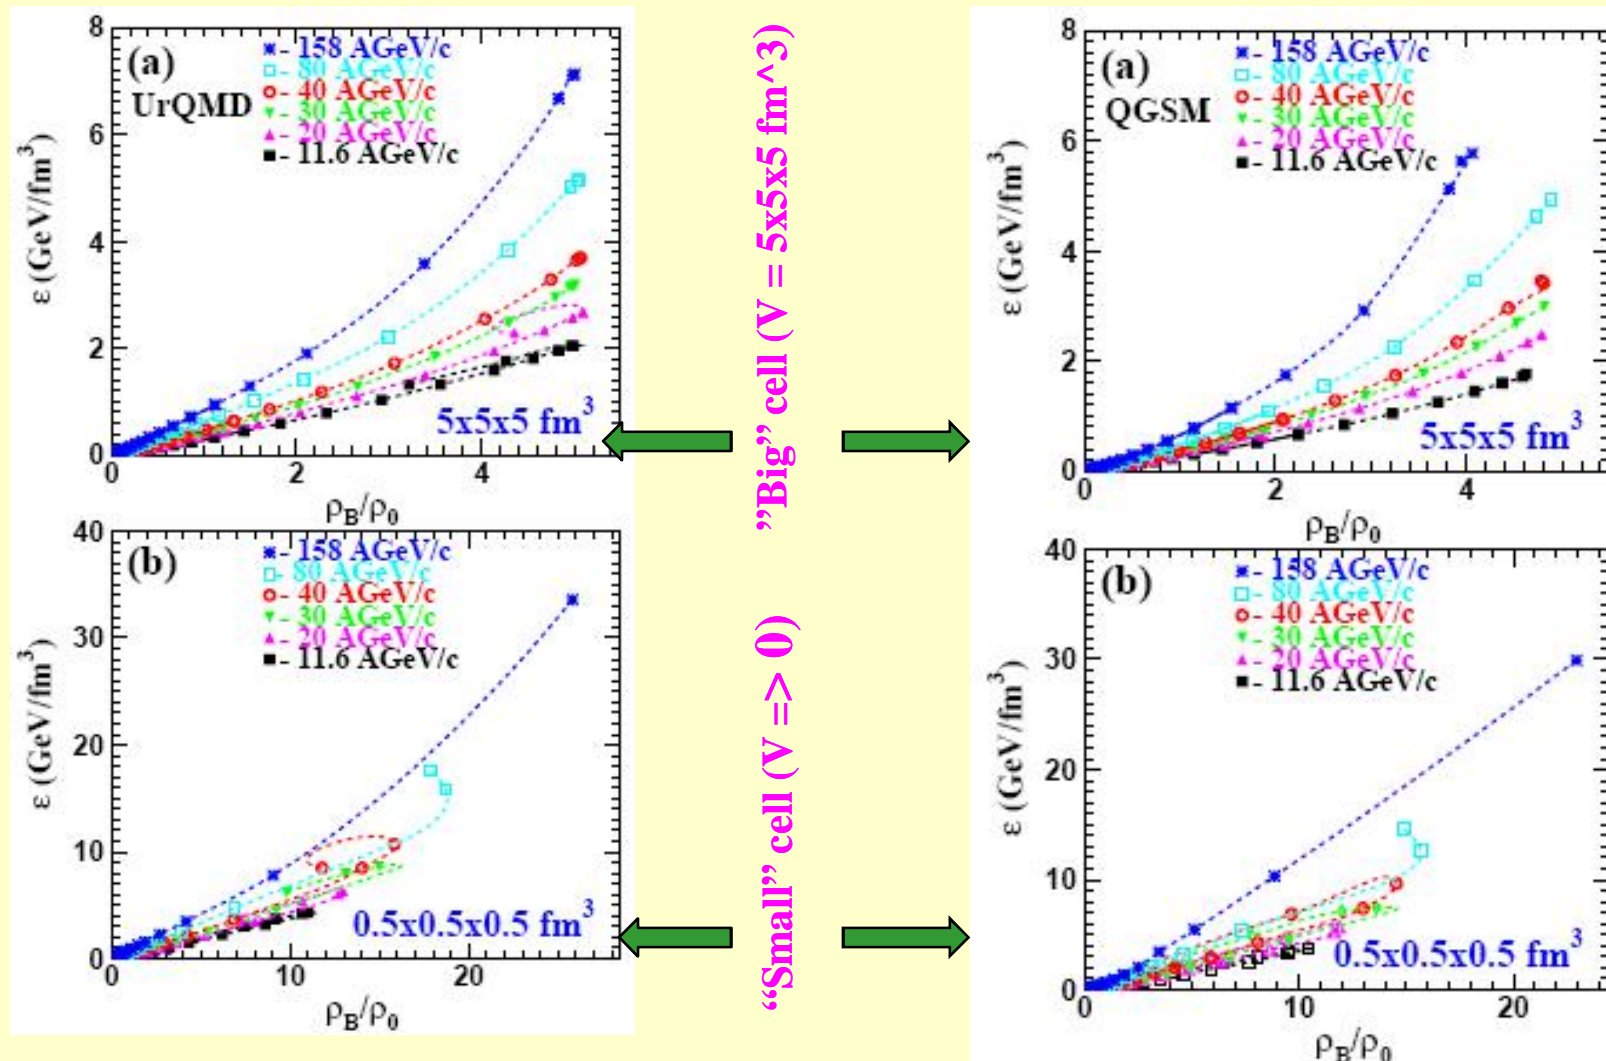 (a)
UrQMD
- 158 AGeV/c
- 80 AGeV/c
- 40 AGeV/c
- 30 AGeV/c
- 20 AGeV/c
- 11.6 AGeV/c
ε (GeV/fm³)
8
6
4
2
0
0 2 4
5x5x5 fm³
ρB/ρ0
(b)
- 158 AGeV/c
- 80 AGeV/c
- 40 AGeV/c
- 30 AGeV/c
- 20 AGeV/c
- 11.6 AGeV/c
ε (GeV/fm³)
40
30
20
10
0
0 10 20
0.5x0.5x0.5 fm³
ρB/ρ0
”Big” cell (V = 5x5x5 fm^3)
“Small” cell (V => 0)
(a)
QGSM
- 158 AGeV/c
- 80 AGeV/c
- 40 AGeV/c
- 30 AGeV/c
- 20 AGeV/c
- 11.6 AGeV/c
ε (GeV/fm³)
8
6
4
2
0
0 2 4
5x5x5 fm³
ρB/ρ0
(b)
- 158 AGeV/c
- 80 AGeV/c
- 40 AGeV/c
- 30 AGeV/c
- 20 AGeV/c
- 11.6 AGeV/c
ε (GeV/fm³)
40
30
20
10
0
0 10 20
0.5x0.5x0.5 fm³
ρB/ρ0